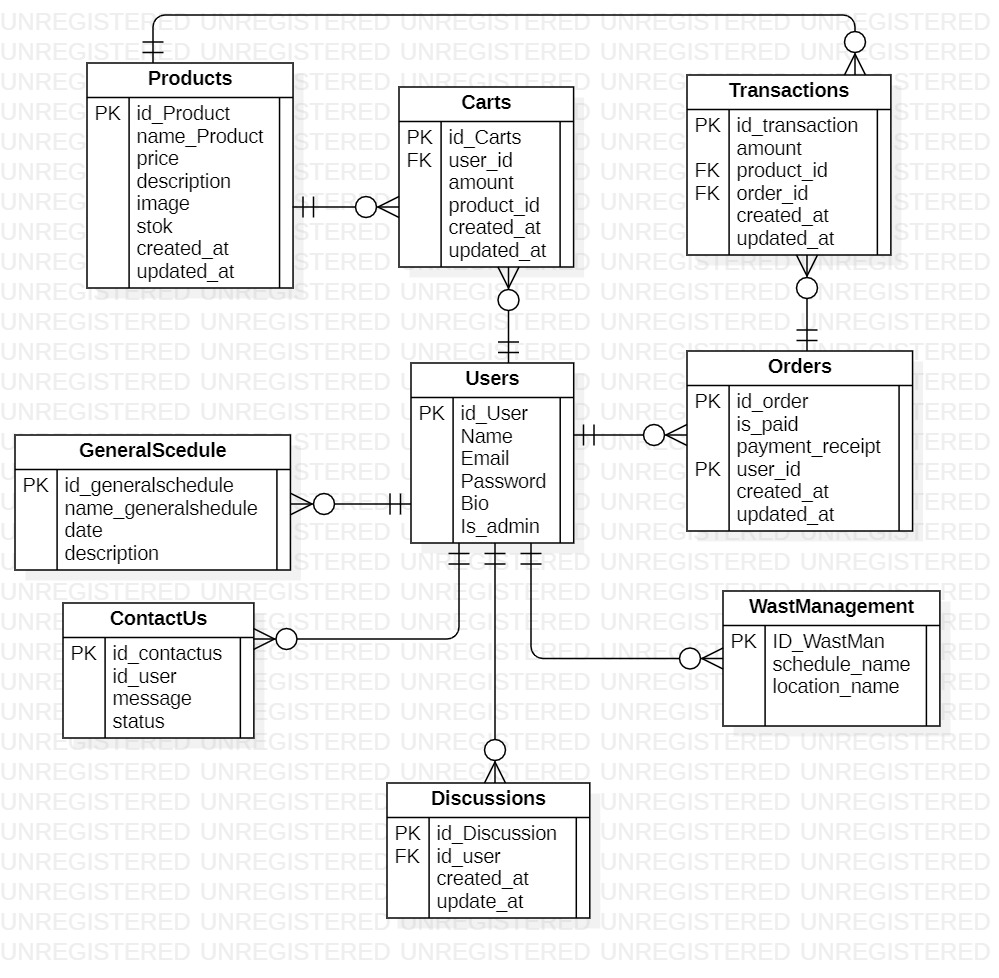 Products
PK id_Product
name_Product
price
description
image
stok
created_at
updated_at
Carts
PK id_Carts
FK user_id
amount
product_id
created_at
updated_at
Transactions
PK id_transaction
amount
FK product_id
FK order_id
created_at
updated_at
Users
PK id_User
Name
Email
Password
Bio
Is_admin
Orders
PK id_order
is_paid
payment_receipt
PK user_id
created_at
updated_at
GeneralScedule
PK id_generalschedule
name_generalshedule
date
description
ContactUs
PK id_contactus
id_user
message
status
WastManagement
PK ID_WastMan
schedule_name
location_name
Discussions
PK id_Discussion
FK id_user
created_at
update_at
UNREGISTERED